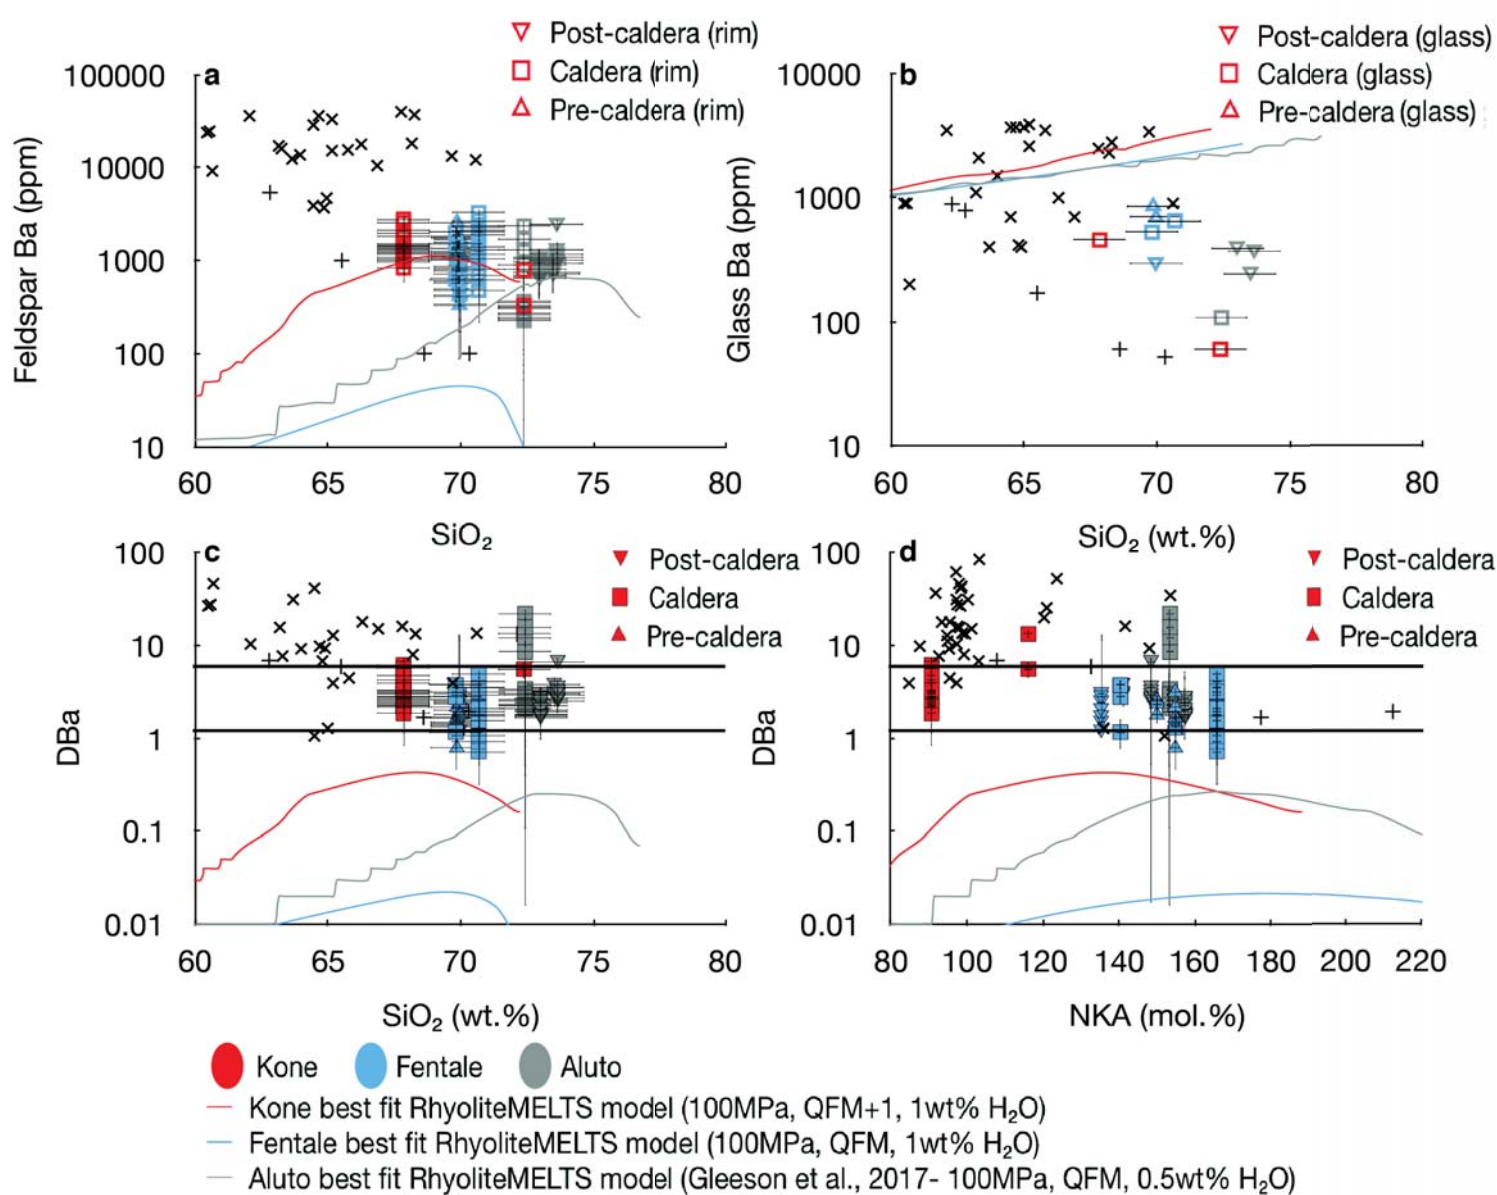 a
Post-caldera (rim)
Caldera (rim)
Pre-caldera (rim)
Feldspar Ba (ppm)
100000
10000
1000
100
10
60 65 70 75 80
SiO₂
b
Post-caldera (glass)
Caldera (glass)
Pre-caldera (glass)
Glass Ba (ppm)
10000
1000
100
10
60 65 70 75 80
SiO₂ (wt.%)
c
Post-caldera
Caldera
Pre-caldera
DBa
100
10
1
0.1
0.01
60 65 70 75 80
SiO₂ (wt.%)
d
Post-caldera
Caldera
Pre-caldera
DBa
100
10
1
0.1
0.01
80 100 120 140 160 180 200 220
NKA (mol.%)
Kone Fentale Aluto
Kone best fit RhyoliteMELTS model (100MPa, QFM+1, 1wt% H₂O)
Fentale best fit RhyoliteMELTS model (100MPa, QFM, 1wt% H₂O)
Aluto best fit RhyoliteMELTS model (Gleeson et al., 2017- 100MPa, QFM, 0.5wt% H₂O)